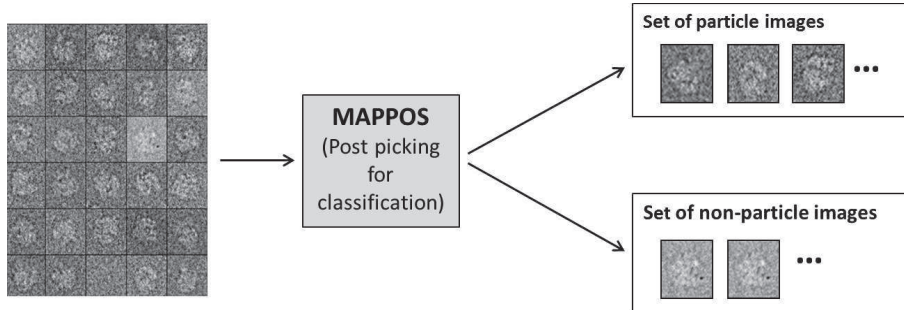 MAPPOS
(Post picking
for
classification)
Set of particle images
...
Set of non-particle images
...